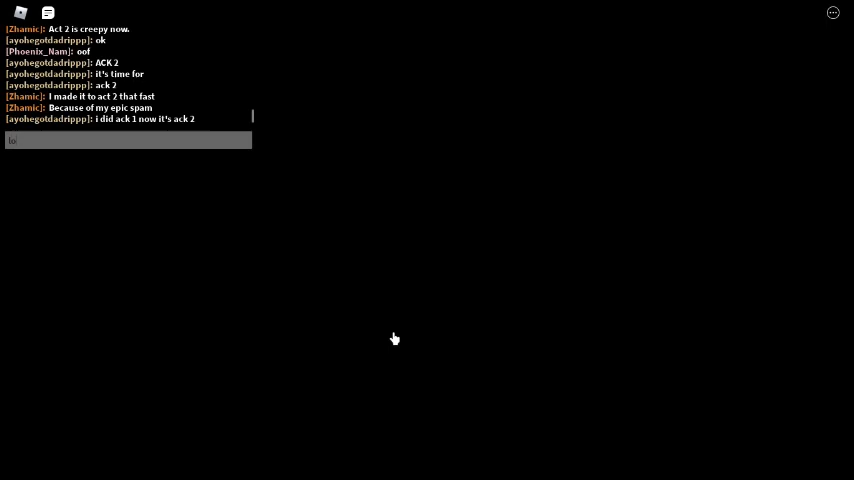 [Zhamic]: Act 2 is creepy now.
[ayohegotdadrippp]: ok
[Phoenix_Nam]: oof
[ayohegotdadrippp]: ACK 2
[ayohegotdadrippp]: it's time for
[ayohegotdadrippp]: ack 2
[Zhamic]: I made it to act 2 that fast
[Zhamic]: Because of my epic spam
[ayohegotdadrippp]: i did ack 1 now it's ack 2
lo